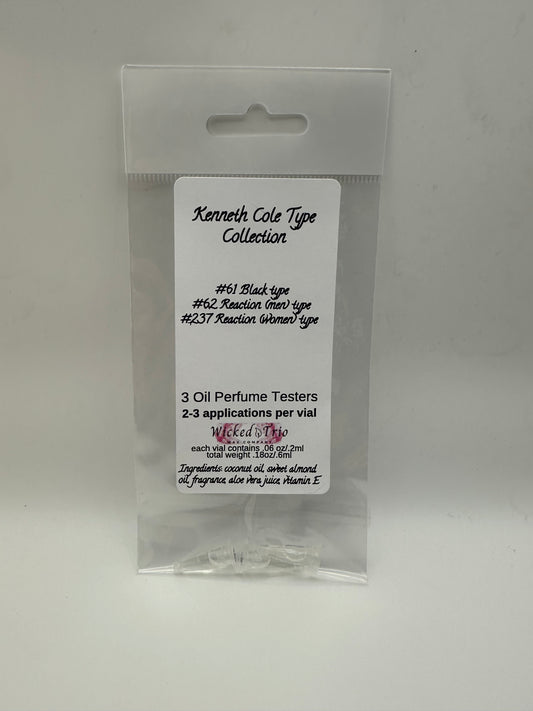 Kenneth Cole Type
Collection
#61 Black type
#62 Reaction (men) type
#237 Reaction (Women) type
3 Oil Perfume Testers
2-3 applications per vial
Wicked Trio
WAX COMPANY
each vial contains .06 oz/.2ml
total weight .18oz/.6ml
Ingredients: coconut oil, sweet almond
oil, fragrance, aloe vera juice, vitamin E